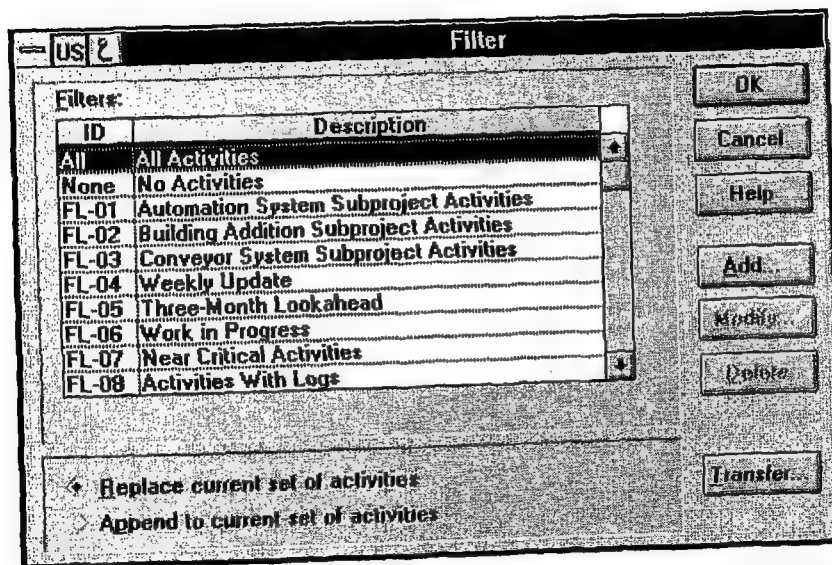 US ع Filter
Filters:
ID Description
All All Activities
None No Activities
FL-01 Automation System Subproject Activities
FL-02 Building Addition Subproject Activities
FL-03 Conveyor System Subproject Activities
FL-04 Weekly Update
FL-05 Three-Month Lookahead
FL-06 Work in Progress
FL-07 Near Critical Activities
FL-08 Activities With Logs
Replace current set of activities
Append to current set of activities
OK
Cancel
Help
Add...
Modify...
Delete
Transfer...